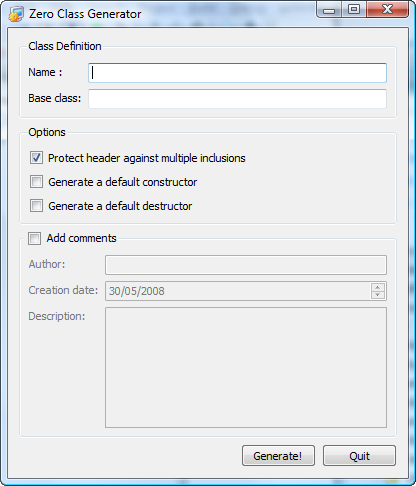 Zero Class Generator
Class Definition
Name :
Base class:
Options
Protect header against multiple inclusions
Generate a default constructor
Generate a default destructor
Add comments
Author:
Creation date: 30/05/2008
Description:
Generate! Quit